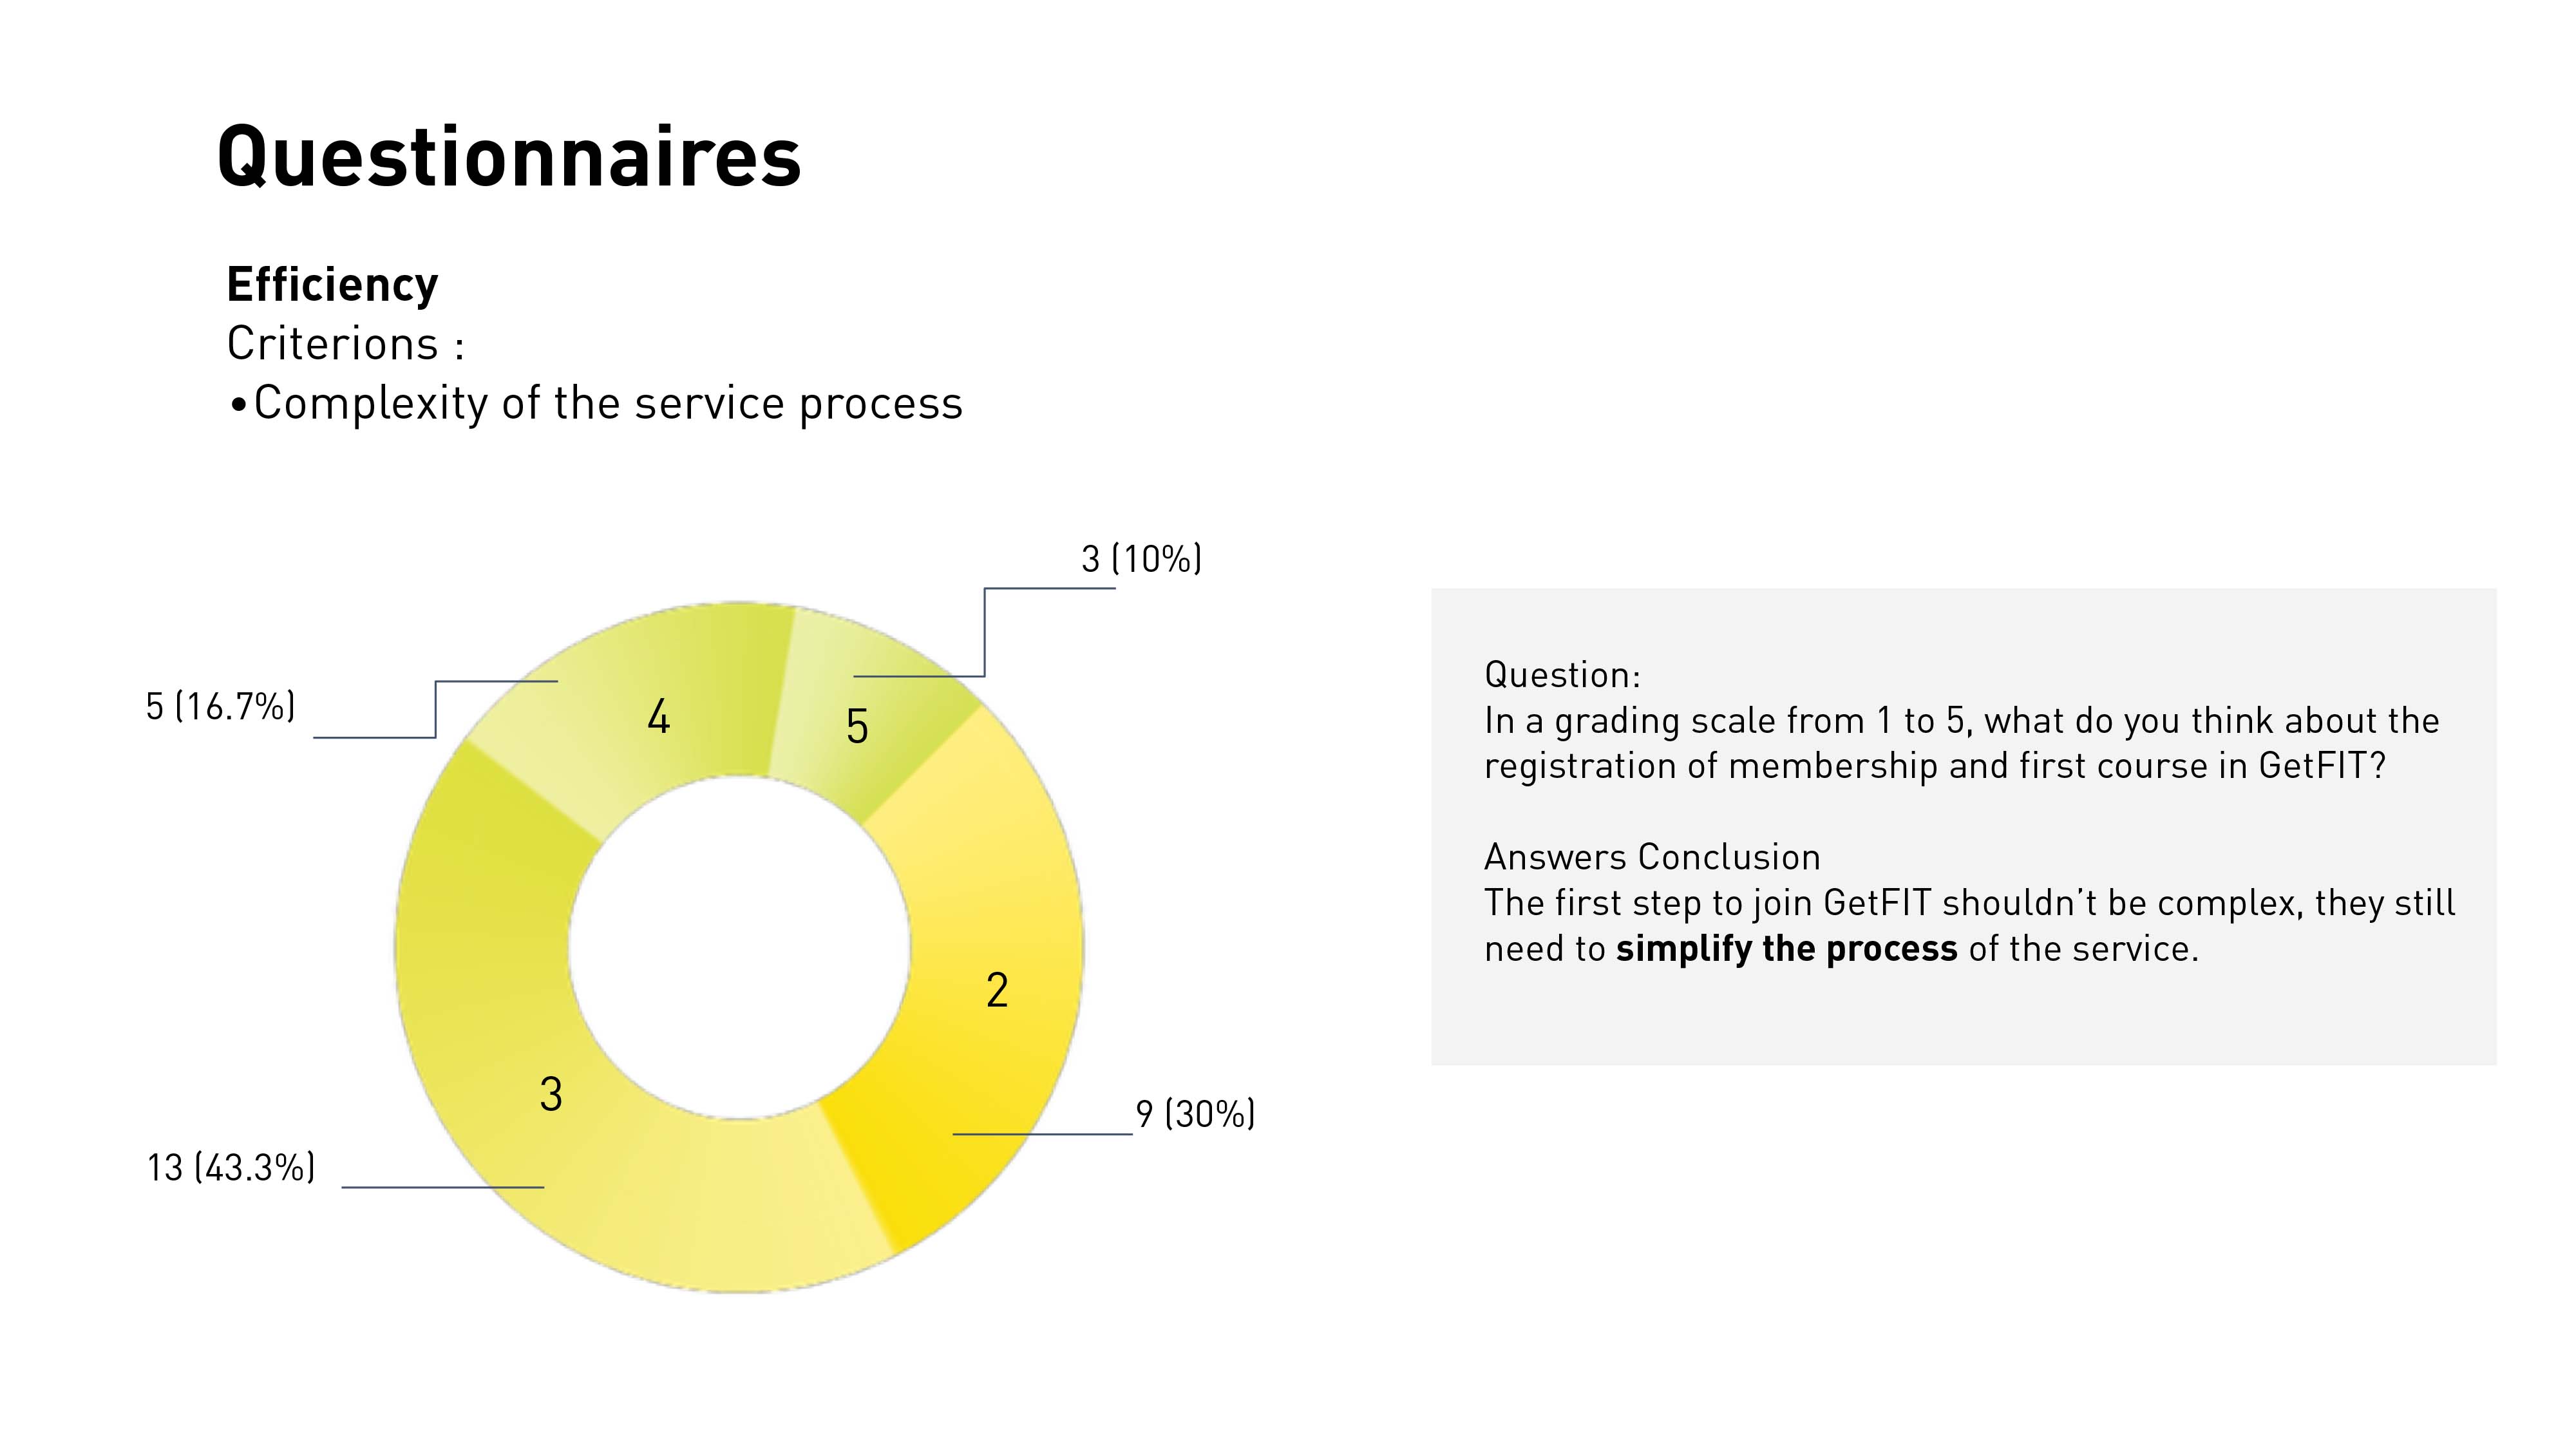 Questionnaires
Efficiency
Criterions :
•Complexity of the service process
3 (10%)
5 (16.7%)
4
5
2
3
9 (30%)
13 (43.3%)
Question:
In a grading scale from 1 to 5, what do you think about the
registration of membership and first course in GetFIT?
Answers Conclusion
The first step to join GetFIT shouldn’t be complex, they still
need to simplify the process of the service.